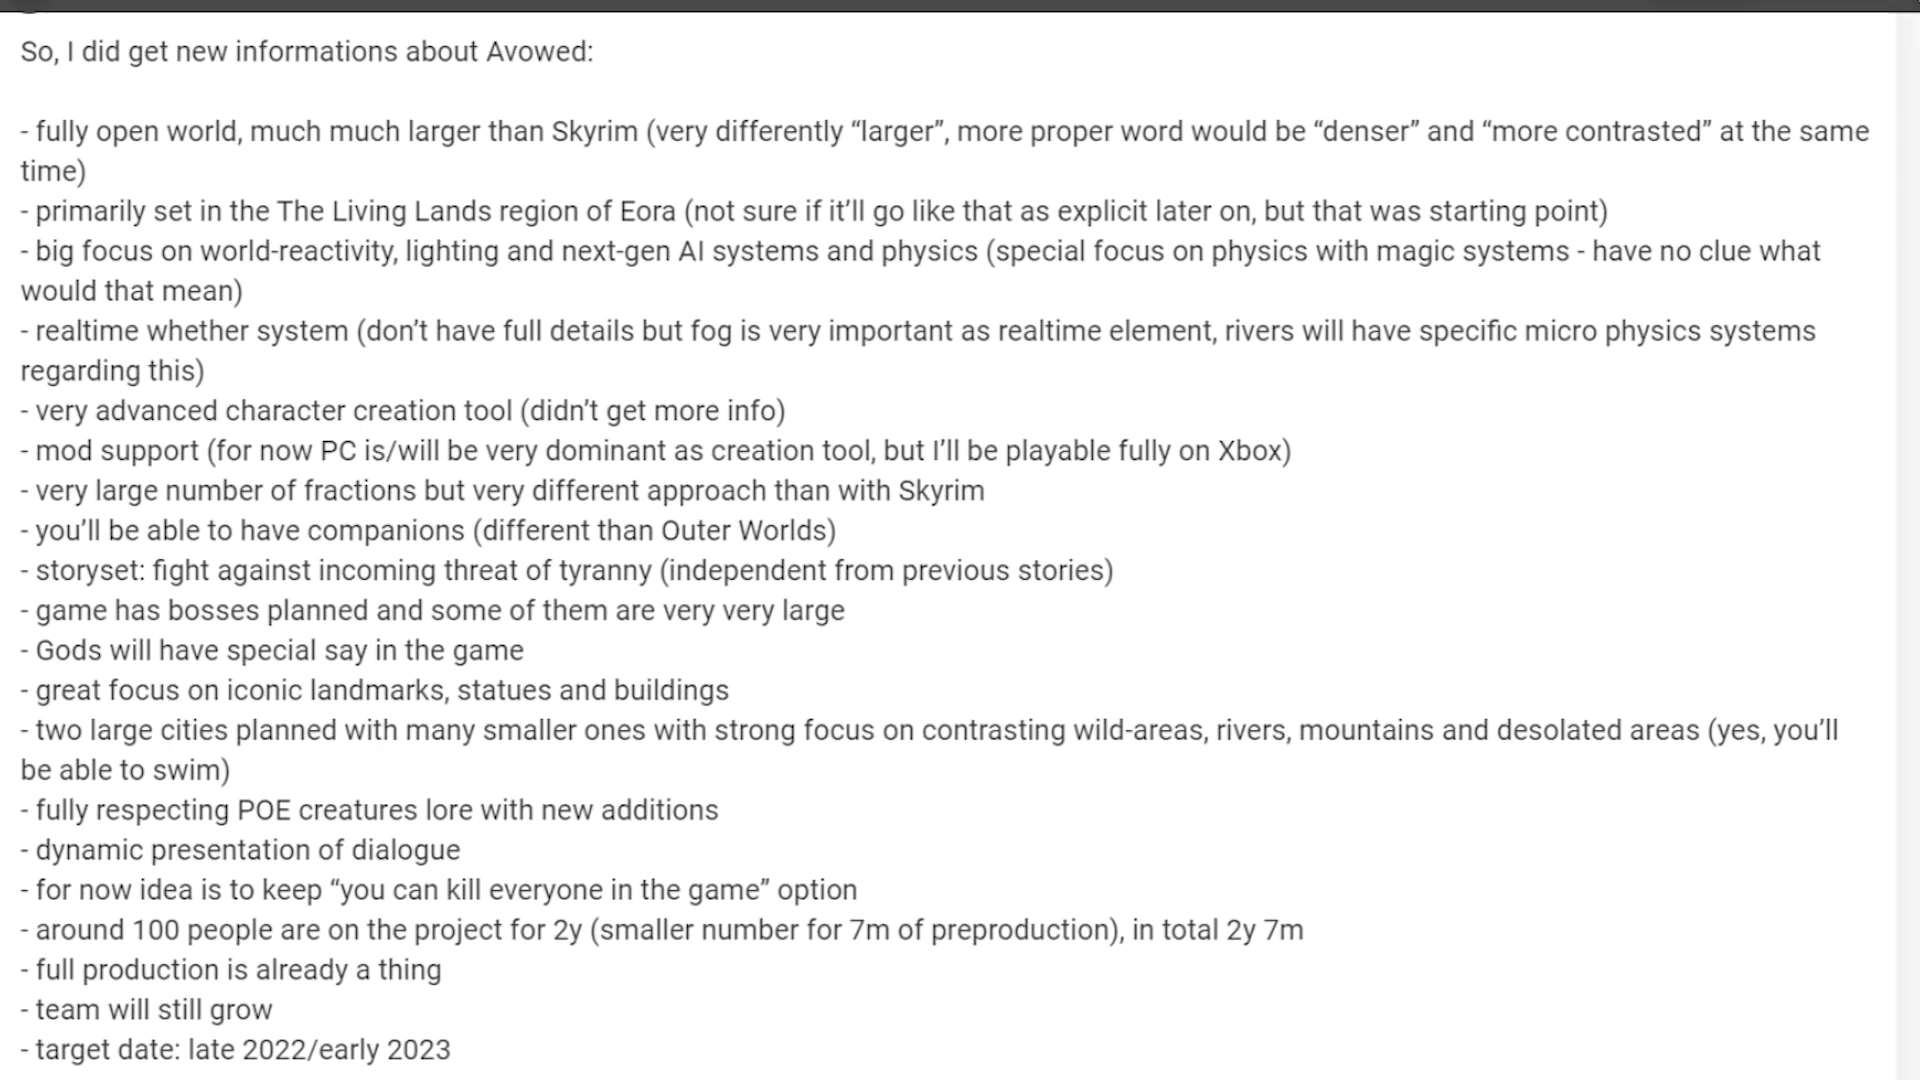 So, I did get new informations about Avowed:
- fully open world, much much larger than Skyrim (very differently “larger”, more proper word would be “denser” and “more contrasted” at the same
time)
- primarily set in the The Living Lands region of Eora (not sure if it’ll go like that as explicit later on, but that was starting point)
- big focus on world-reactivity, lighting and next-gen AI systems and physics (special focus on physics with magic systems - have no clue what
would that mean)
- realtime whether system (don’t have full details but fog is very important as realtime element, rivers will have specific micro physics systems
regarding this)
- very advanced character creation tool (didn’t get more info)
- mod support (for now PC is/will be very dominant as creation tool, but I’ll be playable fully on Xbox)
- very large number of fractions but very different approach than with Skyrim
- you’ll be able to have companions (different than Outer Worlds)
- storyset: fight against incoming threat of tyranny (independent from previous stories)
- game has bosses planned and some of them are very very large
- Gods will have special say in the game
- great focus on iconic landmarks, statues and buildings
- two large cities planned with many smaller ones with strong focus on contrasting wild-areas, rivers, mountains and desolated areas (yes, you’ll
be able to swim)
- fully respecting POE creatures lore with new additions
- dynamic presentation of dialogue
- for now idea is to keep “you can kill everyone in the game” option
- around 100 people are on the project for 2y (smaller number for 7m of preproduction), in total 2y 7m
- full production is already a thing
- team will still grow
- target date: late 2022/early 2023